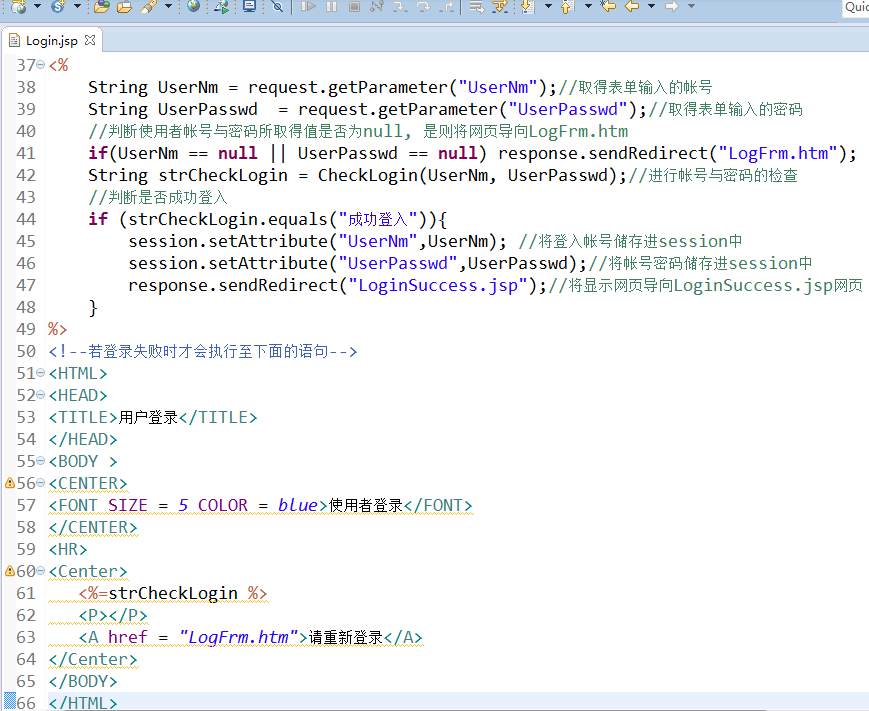 Quic
Login.jsp
37 <%
38     String UserNm = request.getParameter("UserNm");//取得表单输入的帐号
39     String UserPasswd  = request.getParameter("UserPasswd");//取得表单输入的密码
40     //判断使用者帐号与密码所取得值是否为null, 是则将网页导向LogFrm.htm
41     if(UserNm == null || UserPasswd == null) response.sendRedirect("LogFrm.htm");
42     String strCheckLogin = CheckLogin(UserNm, UserPasswd);//进行帐号与密码的检查
43     //判断是否成功登入
44     if (strCheckLogin.equals("成功登入")){
45         session.setAttribute("UserNm",UserNm); //将登入帐号储存进session中
46         session.setAttribute("UserPasswd",UserPasswd);//将帐号密码储存进session中
47         response.sendRedirect("LoginSuccess.jsp");//将显示网页导向LoginSuccess.jsp网页
48     }
49 %>
50 <!--若登录失败时才会执行至下面的语句-->
51 <HTML>
52 <HEAD>
53 <TITLE>用户登录</TITLE>
54 </HEAD>
55 <BODY >
56 <CENTER>
57 <FONT SIZE = 5 COLOR = blue>使用者登录</FONT>
58 </CENTER>
59 <HR>
60 <Center>
61    <%=strCheckLogin %>
62    <P></P>
63    <A href = "LogFrm.htm">请重新登录</A>
64 </Center>
65 </BODY>
66 </HTML>